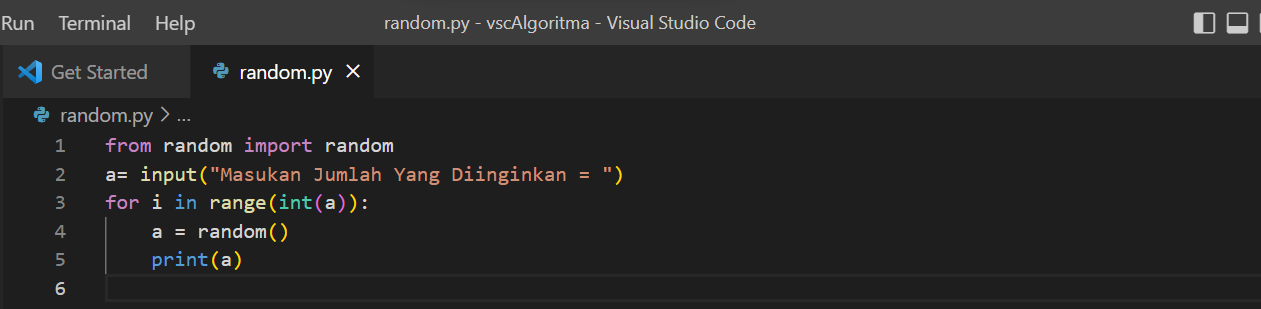 Run Terminal Help random.py - vscAlgoritma - Visual Studio Code
Get Started random.py
random.py > ...
1 from random import random
2 a= input("Masukan Jumlah Yang Diinginkan = ")
3 for i in range(int(a)):
4     a = random()
5     print(a)
6